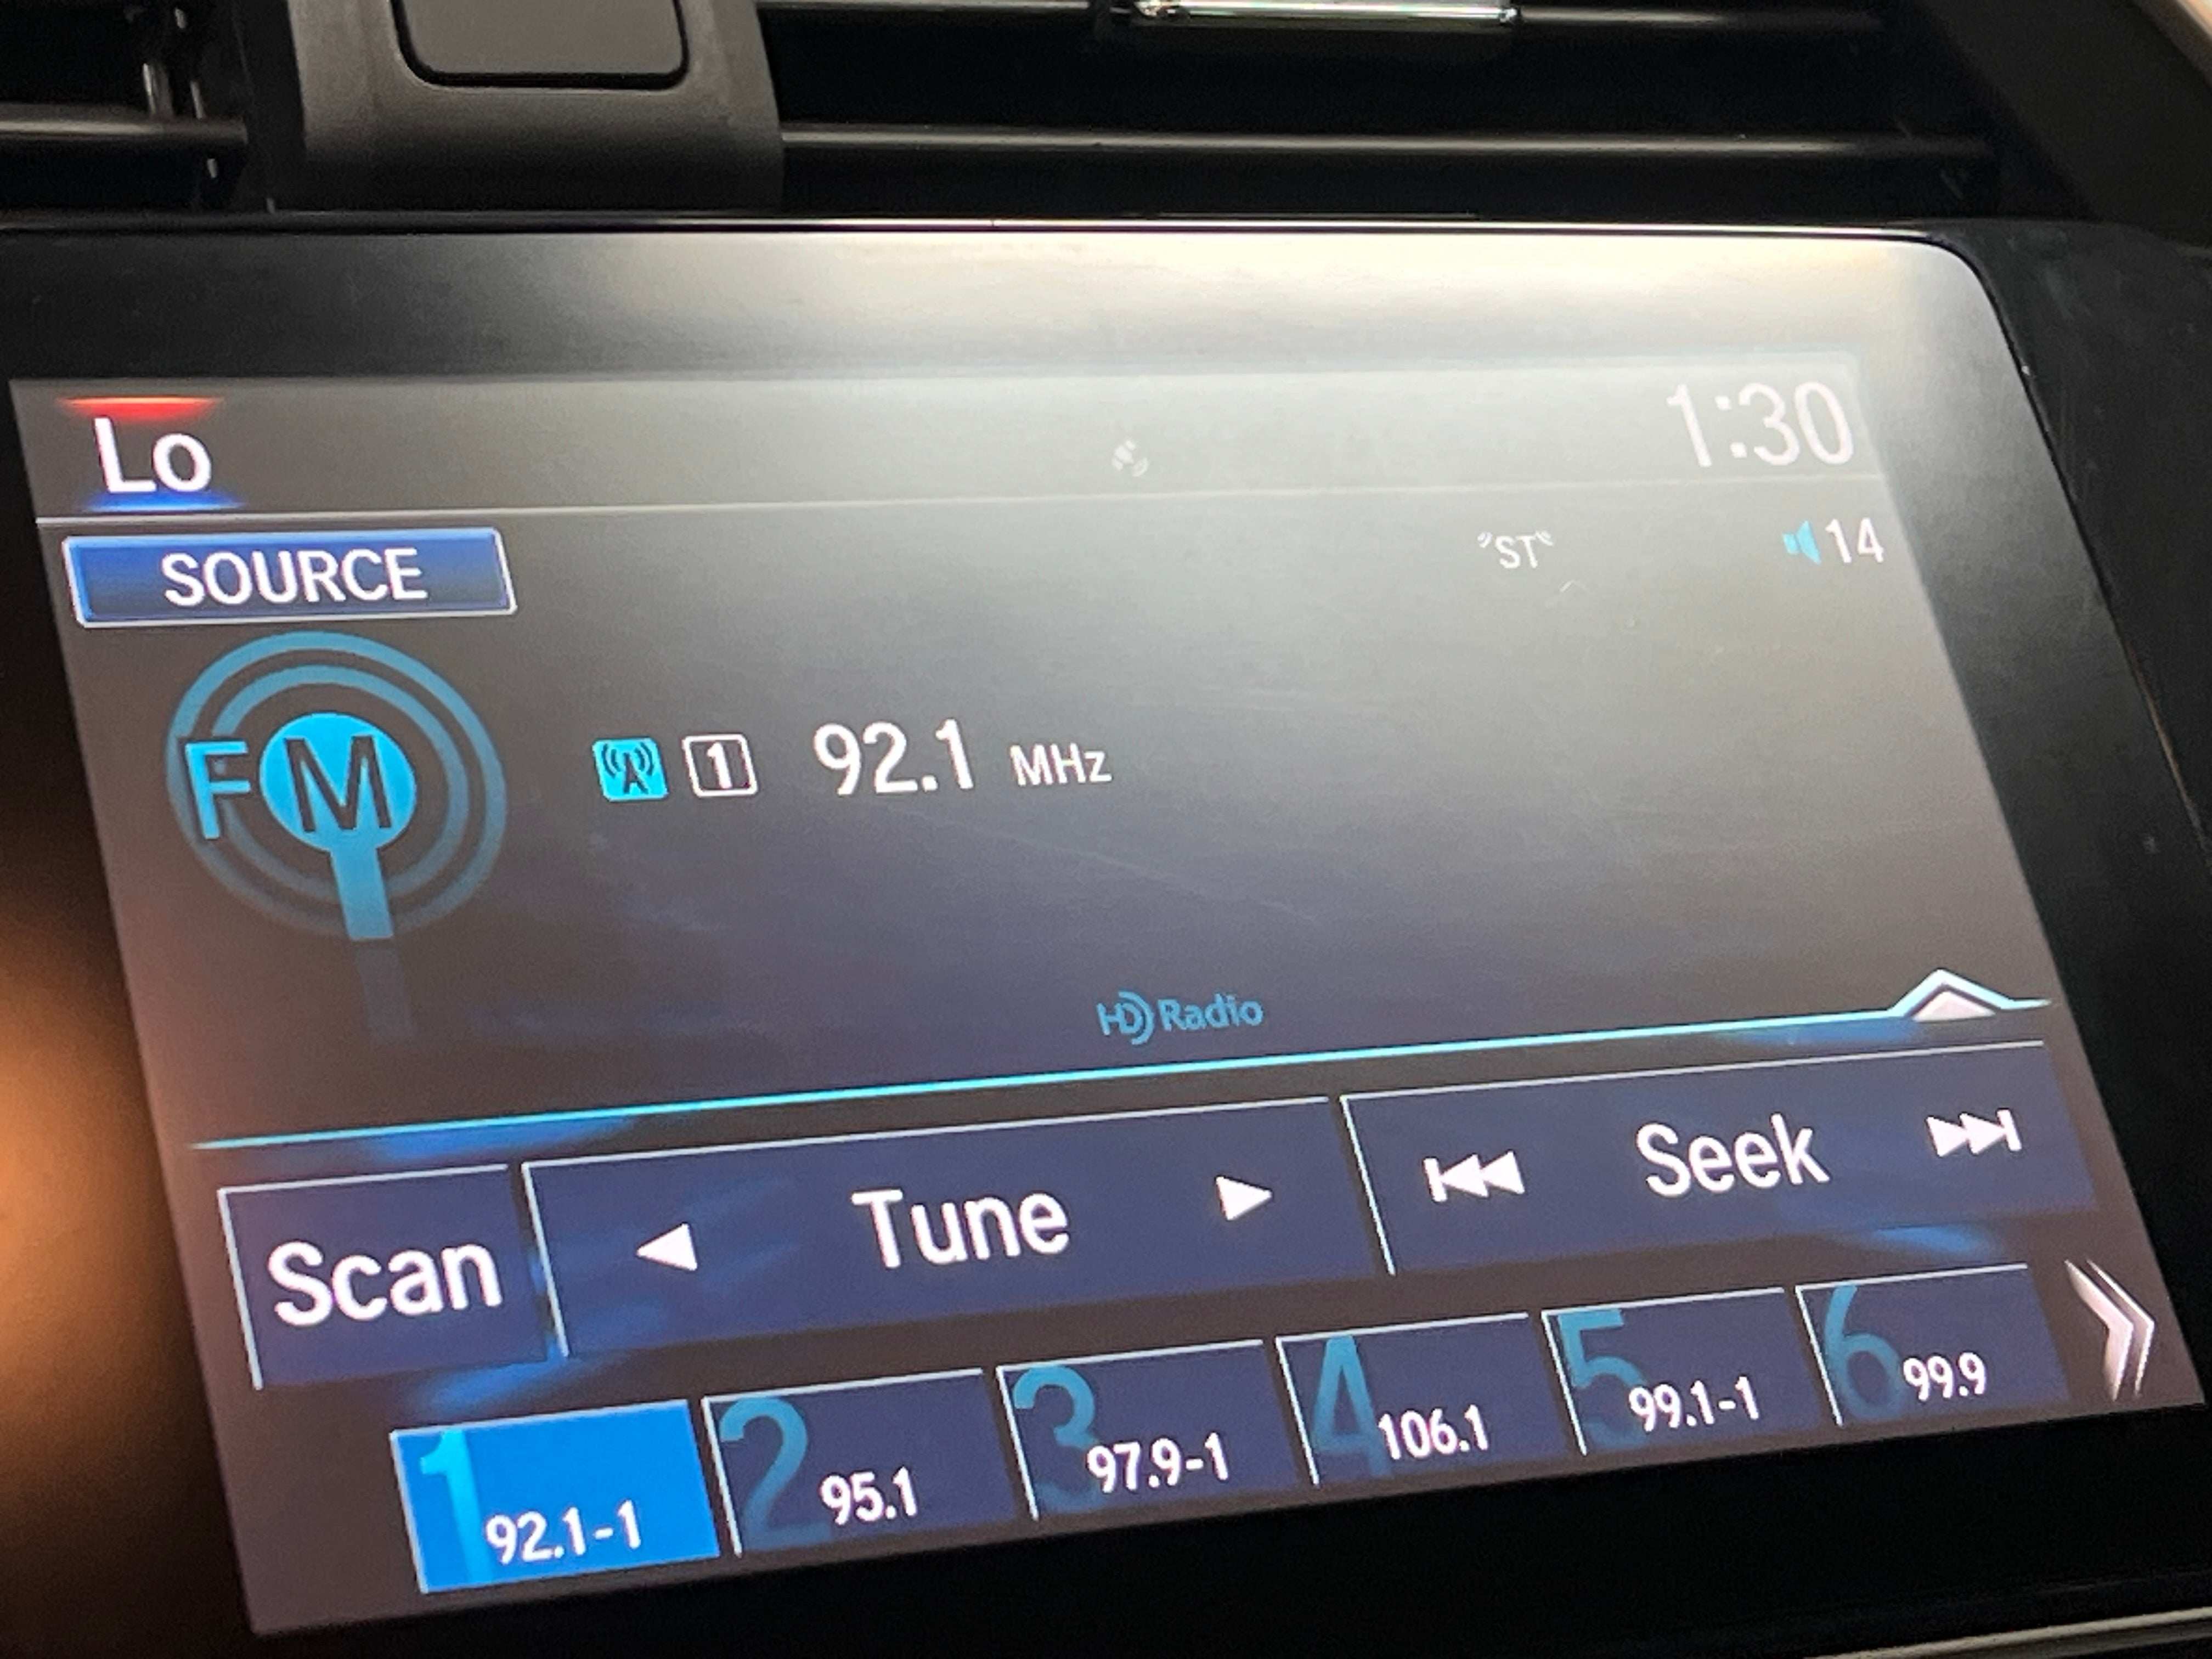 Lo
1:30
SOURCE
"ST"
14
FM
1
92.1 MHz
HD Radio
Scan
Tune
Seek
1 92.1-1
2 95.1
3 97.9-1
4 106.1
5 99.1-1
6 99.9